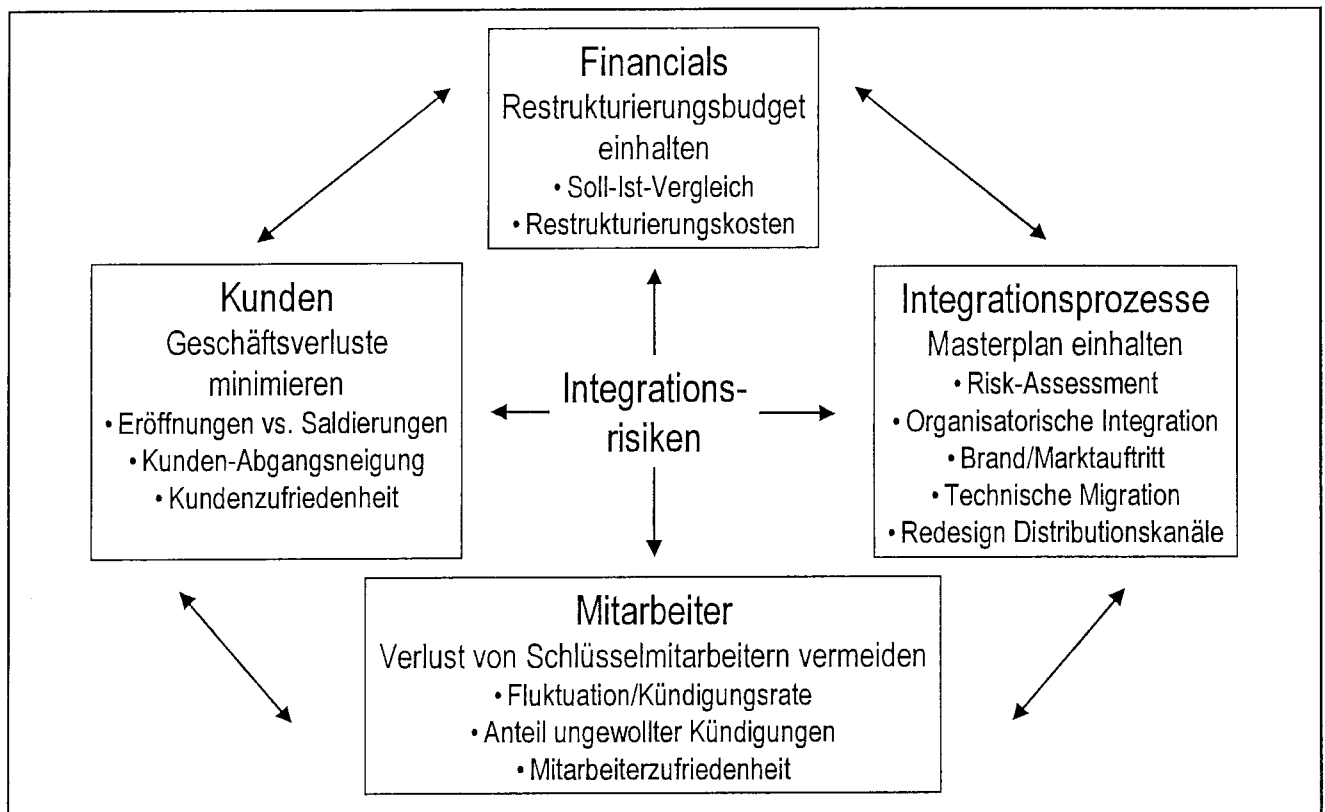 Financials
Restrukturierungsbudget
einhalten
• Soll-Ist-Vergleich
• Restrukturierungskosten
Kunden
Geschäftsverluste
minimieren
• Eröffnungen vs. Saldierungen
• Kunden-Abgangsneigung
• Kundenzufriedenheit
Integrations-
risiken
Integrationsprozesse
Masterplan einhalten
• Risk-Assessment
• Organisatorische Integration
• Brand/Marktauftritt
• Technische Migration
• Redesign Distributionskanäle
Mitarbeiter
Verlust von Schlüsselmitarbeitern vermeiden
• Fluktuation/Kündigungsrate
• Anteil ungewollter Kündigungen
• Mitarbeiterzufriedenheit